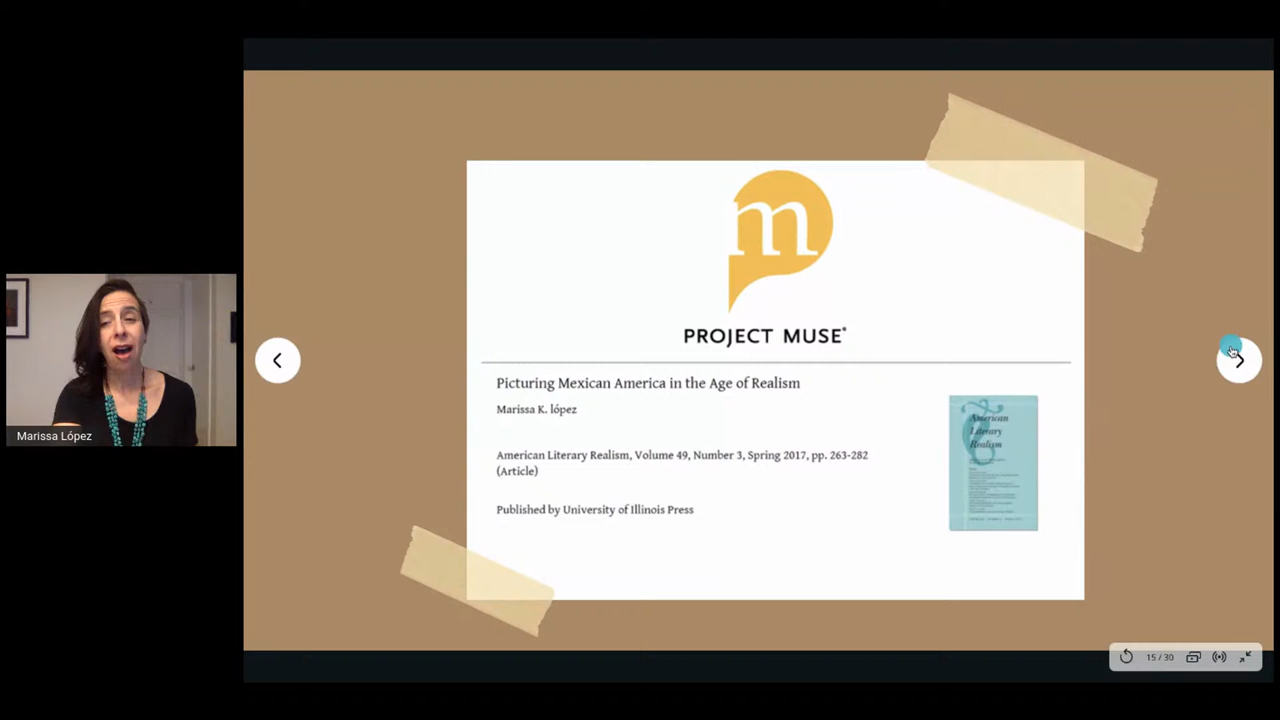 m
PROJECT MUSE®
Picturing Mexican America in the Age of Realism
Marissa K. lópez
American Literary Realism, Volume 49, Number 3, Spring 2017, pp. 263-282
(Article)
Published by University of Illinois Press
American
Literary
Realism
Marissa López
15 / 30